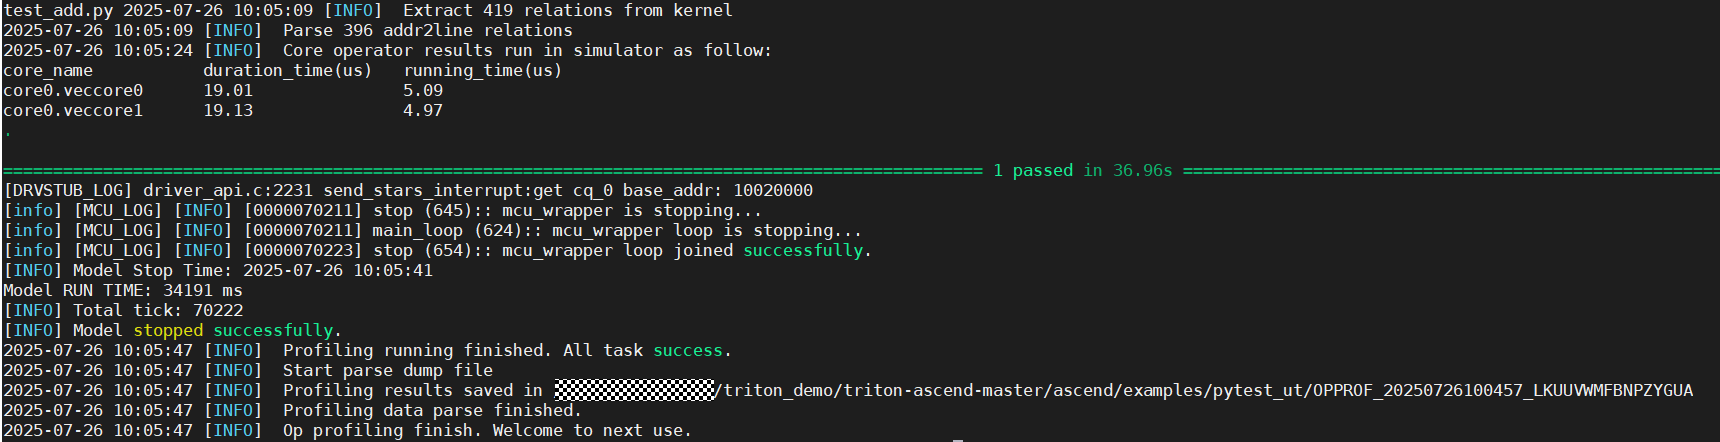 test_add.py 2025-07-26 10:05:09 [INFO]  Extract 419 relations from kernel
2025-07-26 10:05:09 [INFO]  Parse 396 addr2line relations
2025-07-26 10:05:24 [INFO]  Core operator results run in simulator as follow:
core_name           duration_time(us)   running_time(us)
core0.veccore0      19.01               5.09
core0.veccore1      19.13               4.97
.
================================================================================================== 1 passed in 36.96s ======================================================
[DRVSTUB_LOG] driver_api.c:2231 send_stars_interrupt:get cq_0 base_addr: 10020000
[info] [MCU_LOG] [INFO] [0000070211] stop (645):: mcu_wrapper is stopping...
[info] [MCU_LOG] [INFO] [0000070211] main_loop (624):: mcu_wrapper loop is stopping...
[info] [MCU_LOG] [INFO] [0000070223] stop (654):: mcu_wrapper loop joined successfully.
[INFO] Model Stop Time: 2025-07-26 10:05:41
Model RUN TIME: 34191 ms
[INFO] Total tick: 70222
[INFO] Model stopped successfully.
2025-07-26 10:05:47 [INFO]  Profiling running finished. All task success.
2025-07-26 10:05:47 [INFO]  Start parse dump file
2025-07-26 10:05:47 [INFO]  Profiling results saved in /triton_demo/triton-ascend-master/ascend/examples/pytest_ut/OPPROF_20250726100457_LKUUVWMFBNPZYGUA
2025-07-26 10:05:47 [INFO]  Profiling data parse finished.
2025-07-26 10:05:47 [INFO]  Op profiling finish. Welcome to next use.